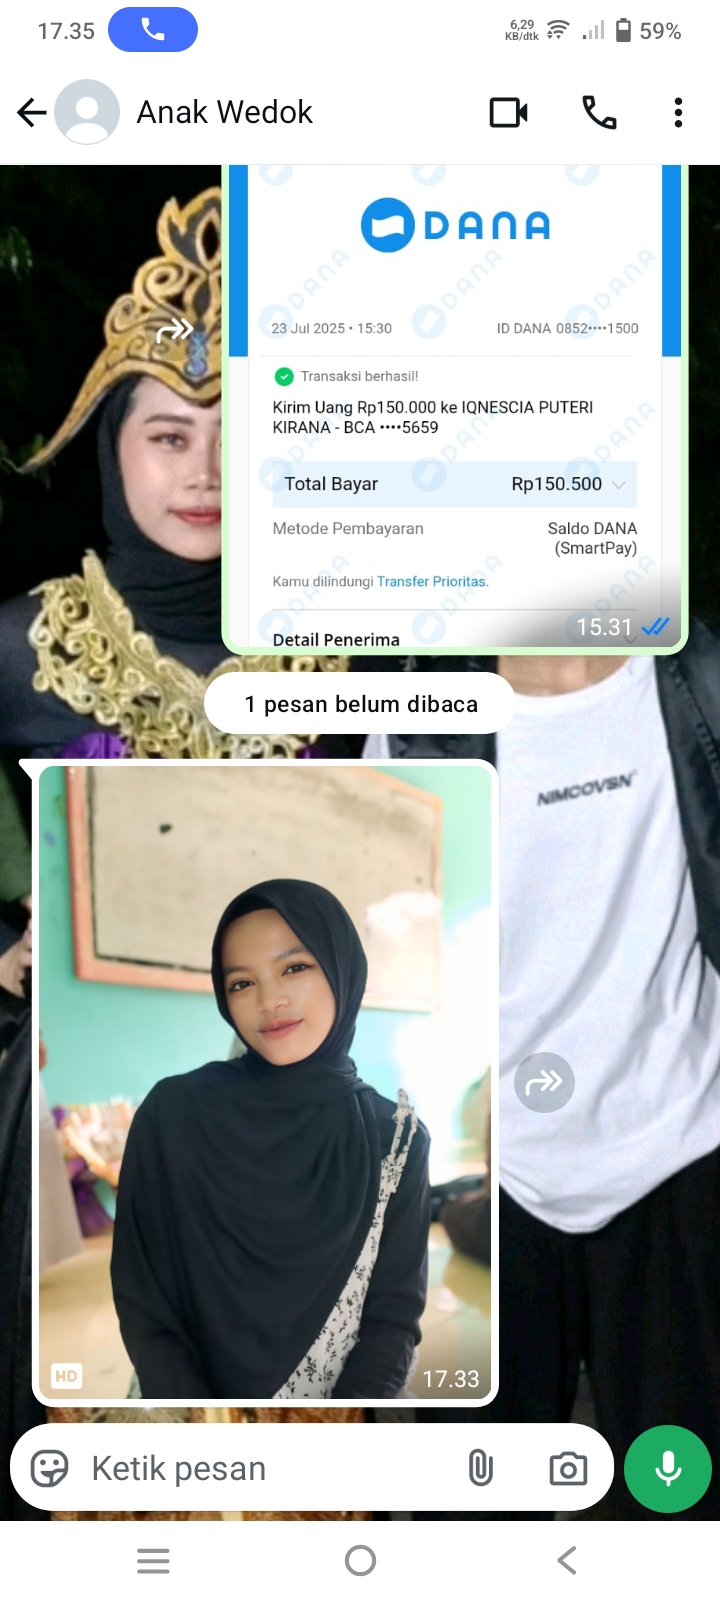 17.35
6,29
KB/dtk
59%
Anak Wedok
DANA
23 Jul 2025 • 15:30
ID DANA 0852••••1500
Transaksi berhasil!
Kirim Uang Rp150.000 ke IQNESCIA PUTERI
KIRANA - BCA ••••5659
Total Bayar
Rp150.500
Metode Pembayaran
Saldo DANA
(SmartPay)
Kamu dilindungi Transfer Prioritas.
Detail Penerima
15.31
1 pesan belum dibaca
NIMCOVSN
HD
17.33
Ketik pesan